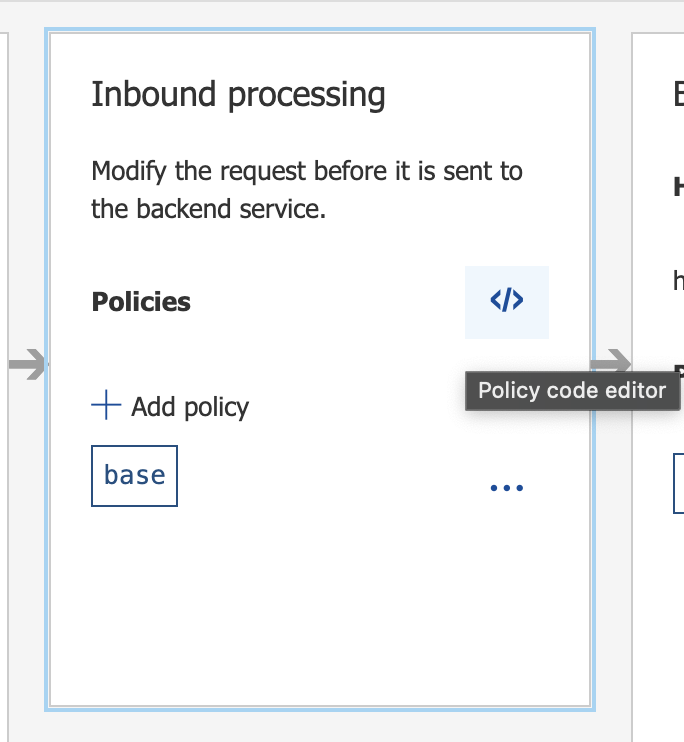 Inbound processing
Modify the request before it is sent to
the backend service.
Policies
</>
Policy code editor
Add policy
base
...